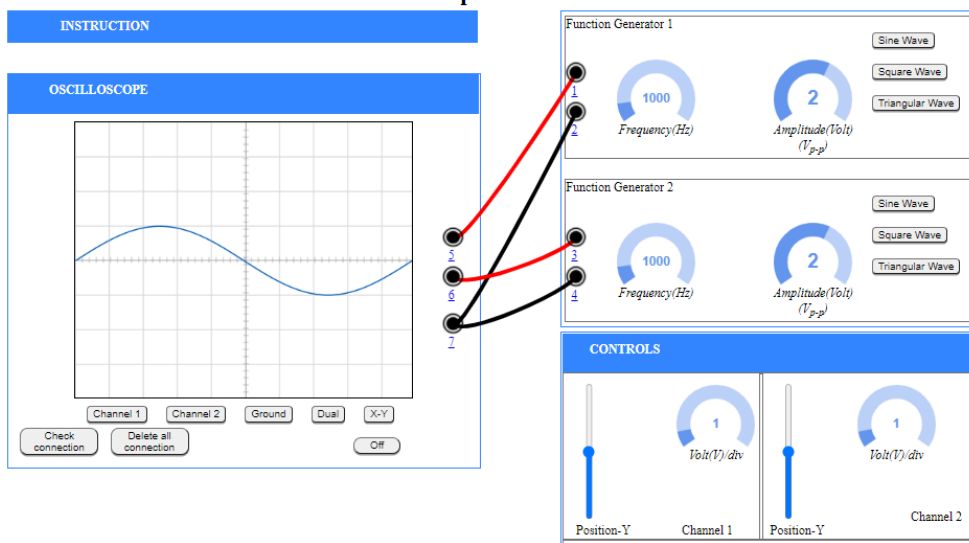 INSTRUCTION
OSCILLOSCOPE
Channel 1
Channel 2
Ground
Dual
X-Y
Check
connection
Delete all
connection
Off
1
2
3
4
5
6
7
Function Generator 1
1000
Frequency(Hz)
2
Amplitude(Volt)
(Vp-p)
Sine Wave
Square Wave
Triangular Wave
Function Generator 2
1000
Frequency(Hz)
2
Amplitude(Volt)
(Vp-p)
Sine Wave
Square Wave
Triangular Wave
CONTROLS
1
Volt(V)/div
Position-Y
Channel 1
1
Volt(V)/div
Position-Y
Channel 2